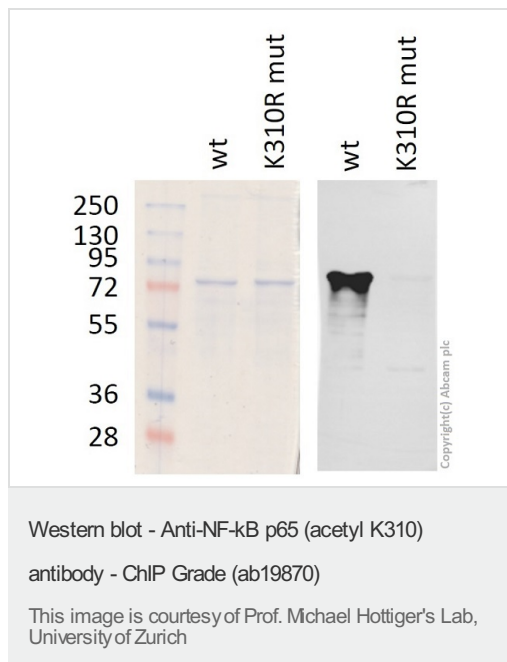 wt
K310R mut
wt
K310R mut
250
130
95
72
55
36
28
Copyright(c) Abcam plc
Western blot - Anti-NF-kB p65 (acetyl K310)
antibody - ChIP Grade (ab19870)
This image is courtesy of Prof. Michael Hottiger's Lab,
University of Zurich